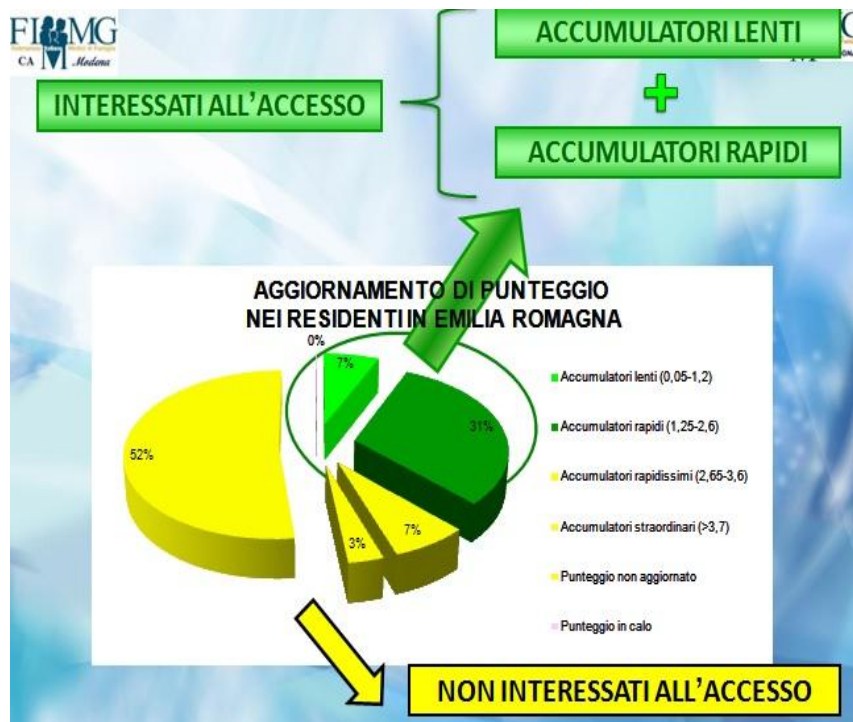 FIMMG
CA Modena
ACCUMULATORI LENTI
+
INTERESSATI ALL'ACCESSO
ACCUMULATORI RAPIDI
AGGIORNAMENTO DI PUNTEGGIO
NEI RESIDENTI IN EMILIA ROMAGNA
0%
7%
31%
7%
3%
52%
Accumulatori lenti (0,05-1,2)
Accumulatori rapidi (1,25-2,6)
Accumulatori rapidissimi (2,65-3,6)
Accumulatori straordinari (>3,7)
Punteggio non aggiornato
Punteggio in calo
NON INTERESSATI ALL'ACCESSO